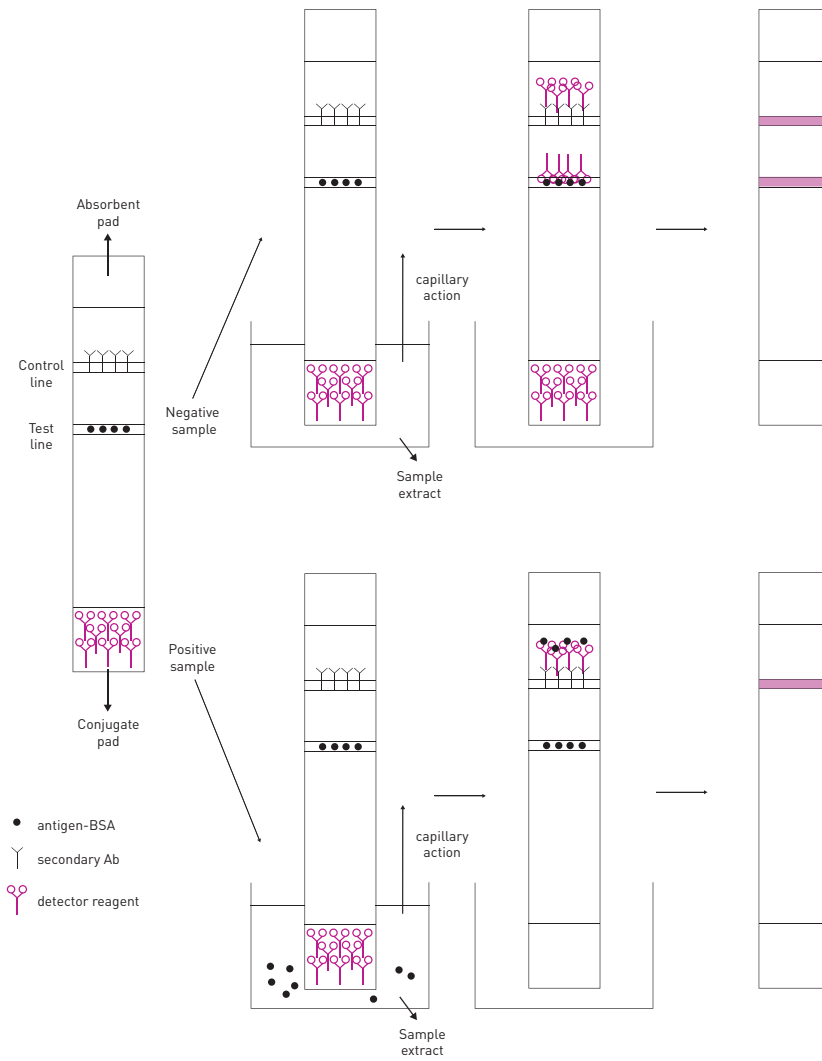 Absorbent
pad
Control
line
Test
line
Conjugate
pad
antigen-BSA
secondary Ab
detector reagent
Negative
sample
capillary
action
Sample
extract
Positive
sample
capillary
action
Sample
extract